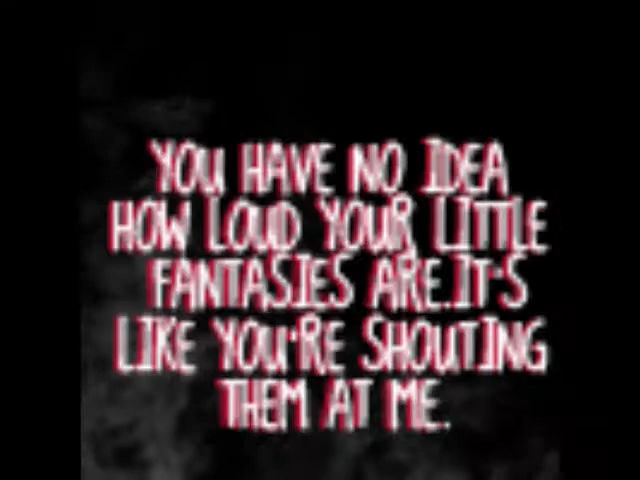 YOU HAVE NO IDEA
HOW LOUD YOUR LITTLE
FANTASIES ARE.IT'S
LIKE YOU'RE SHOUTING
THEM AT ME.